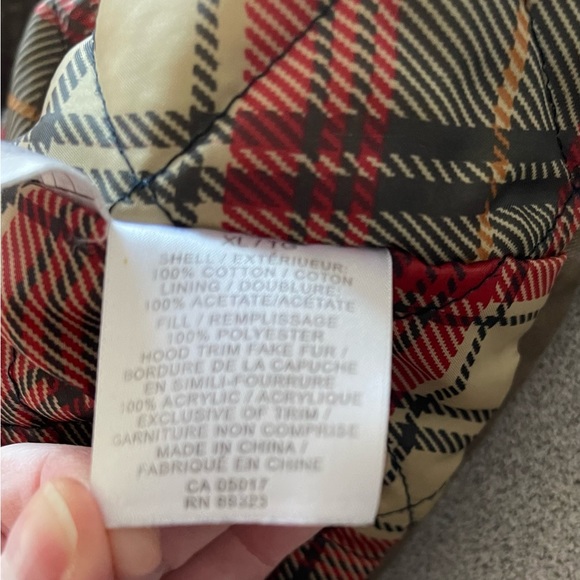 XL / TG
SHELL / EXTÉRIEUR:
100% COTTON / COTON
LINING / DOUBLURE
100% ACETATE/ACÉTATE
FILL / REMPLISSAGE
100% POLYESTER
HOOD TRIM FAKE FUR /
BORDURE DE LA CAPUCHE
EN SIMILI-FOURRURE
100% ACRYLIC / ACRYLIQUE
EXCLUSIVE OF TRIM /
GARNITURE NON COMPRISE
MADE IN CHINA /
FABRIQUÉ EN CHINE
CA 05017
RN 88323